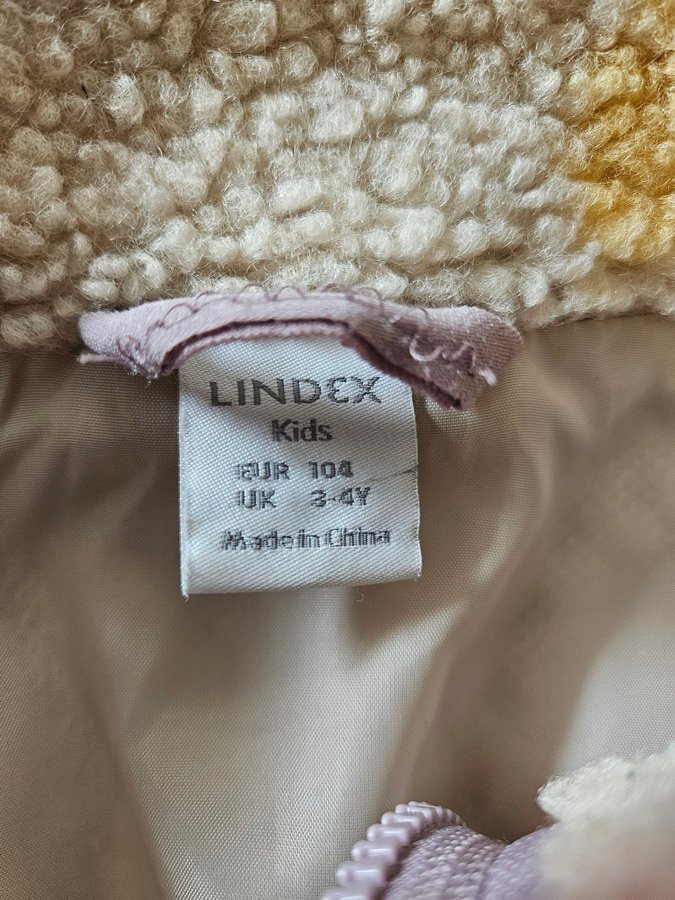 LINDEX
Kids
EUR 104
UK 3-4Y
Made in China